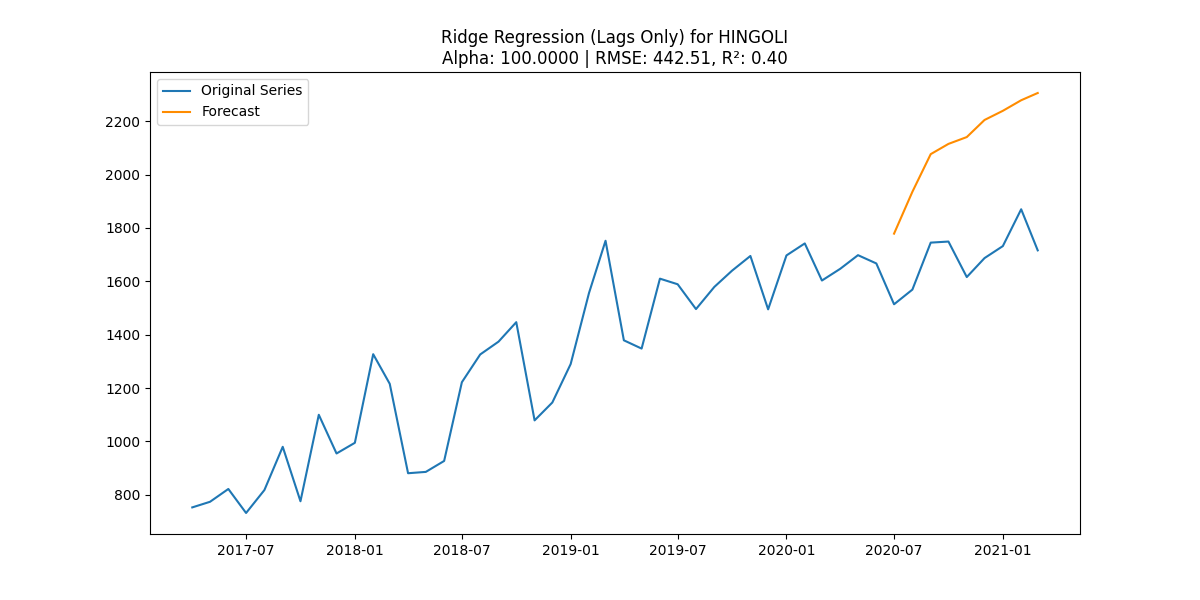 Ridge Regression (Lags Only) for HINGOLI
Alpha: 100.0000 | RMSE: 442.51, R²: 0.40
Original Series
Forecast
2200
2000
1800
1600
1400
1200
1000
800
2017-07 2018-01 2018-07 2019-01 2019-07 2020-01 2020-07 2021-01